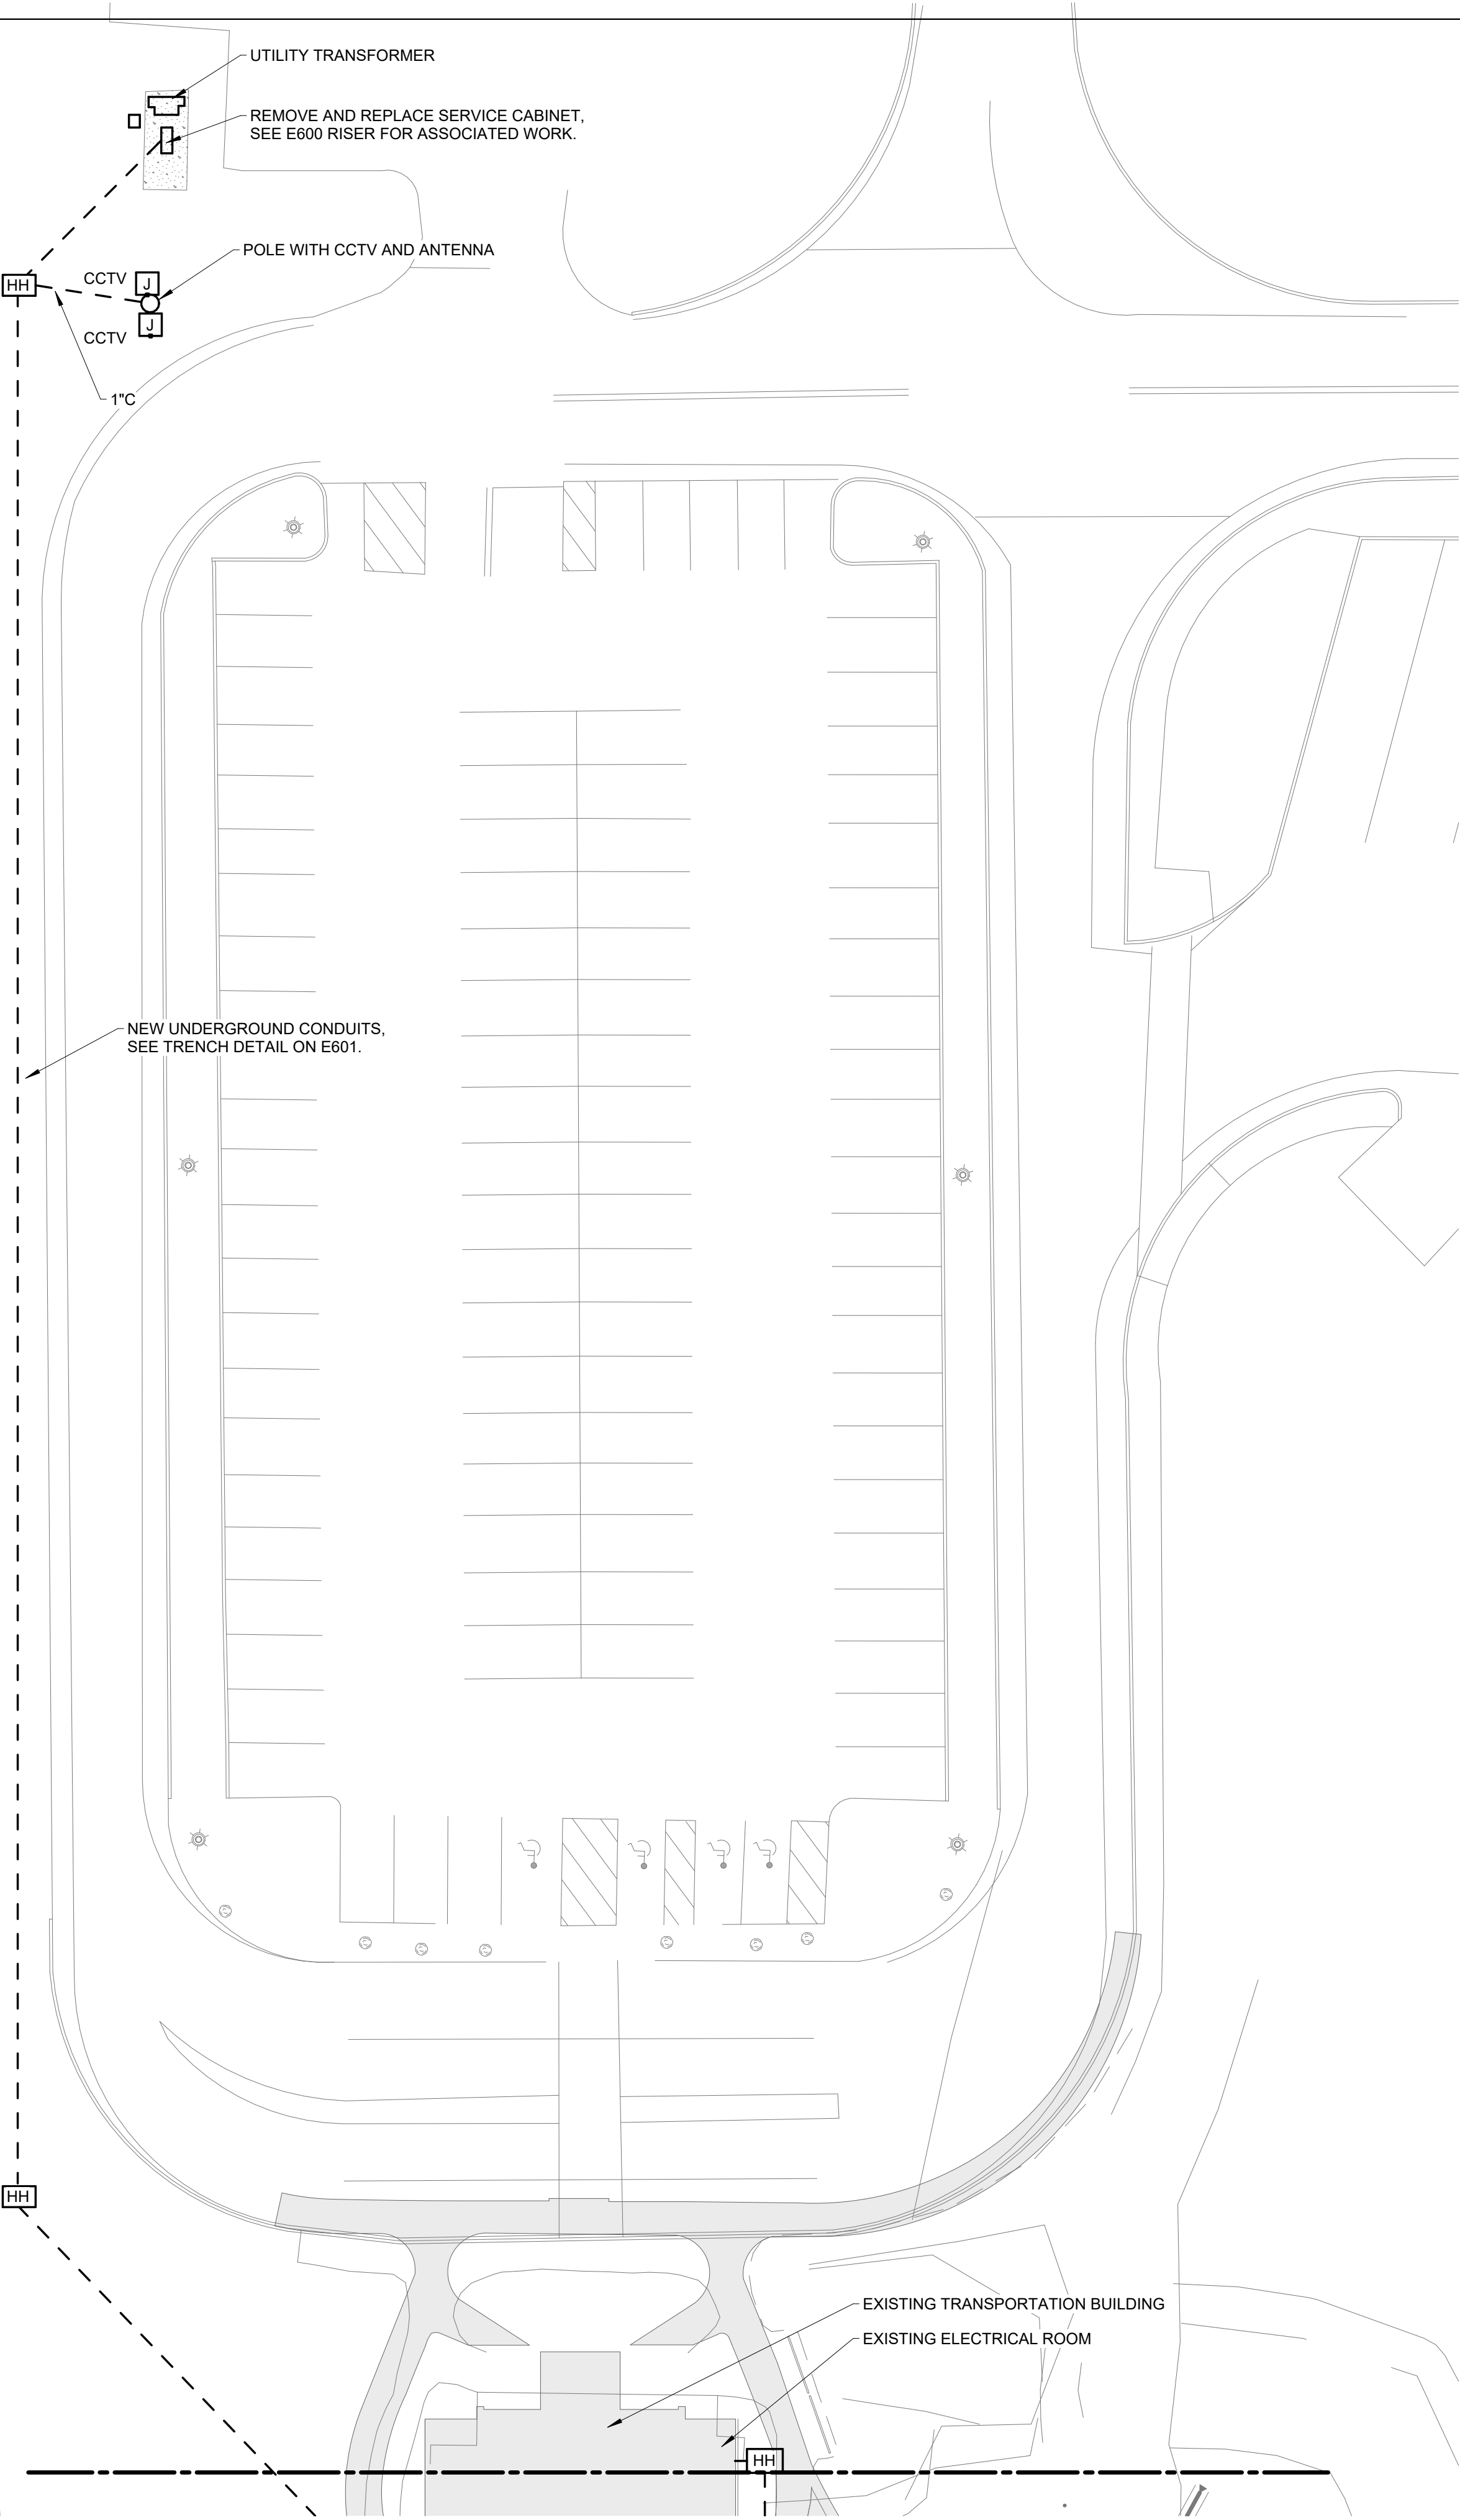 UTILITY TRANSFORMER
REMOVE AND REPLACE SERVICE CABINET,
SEE E600 RISER FOR ASSOCIATED WORK.
POLE WITH CCTV AND ANTENNA
HH
CCTV
J
J
CCTV
1"C
NEW UNDERGROUND CONDUITS,
SEE TRENCH DETAIL ON E601.
HH
EXISTING TRANSPORTATION BUILDING
EXISTING ELECTRICAL ROOM
HH